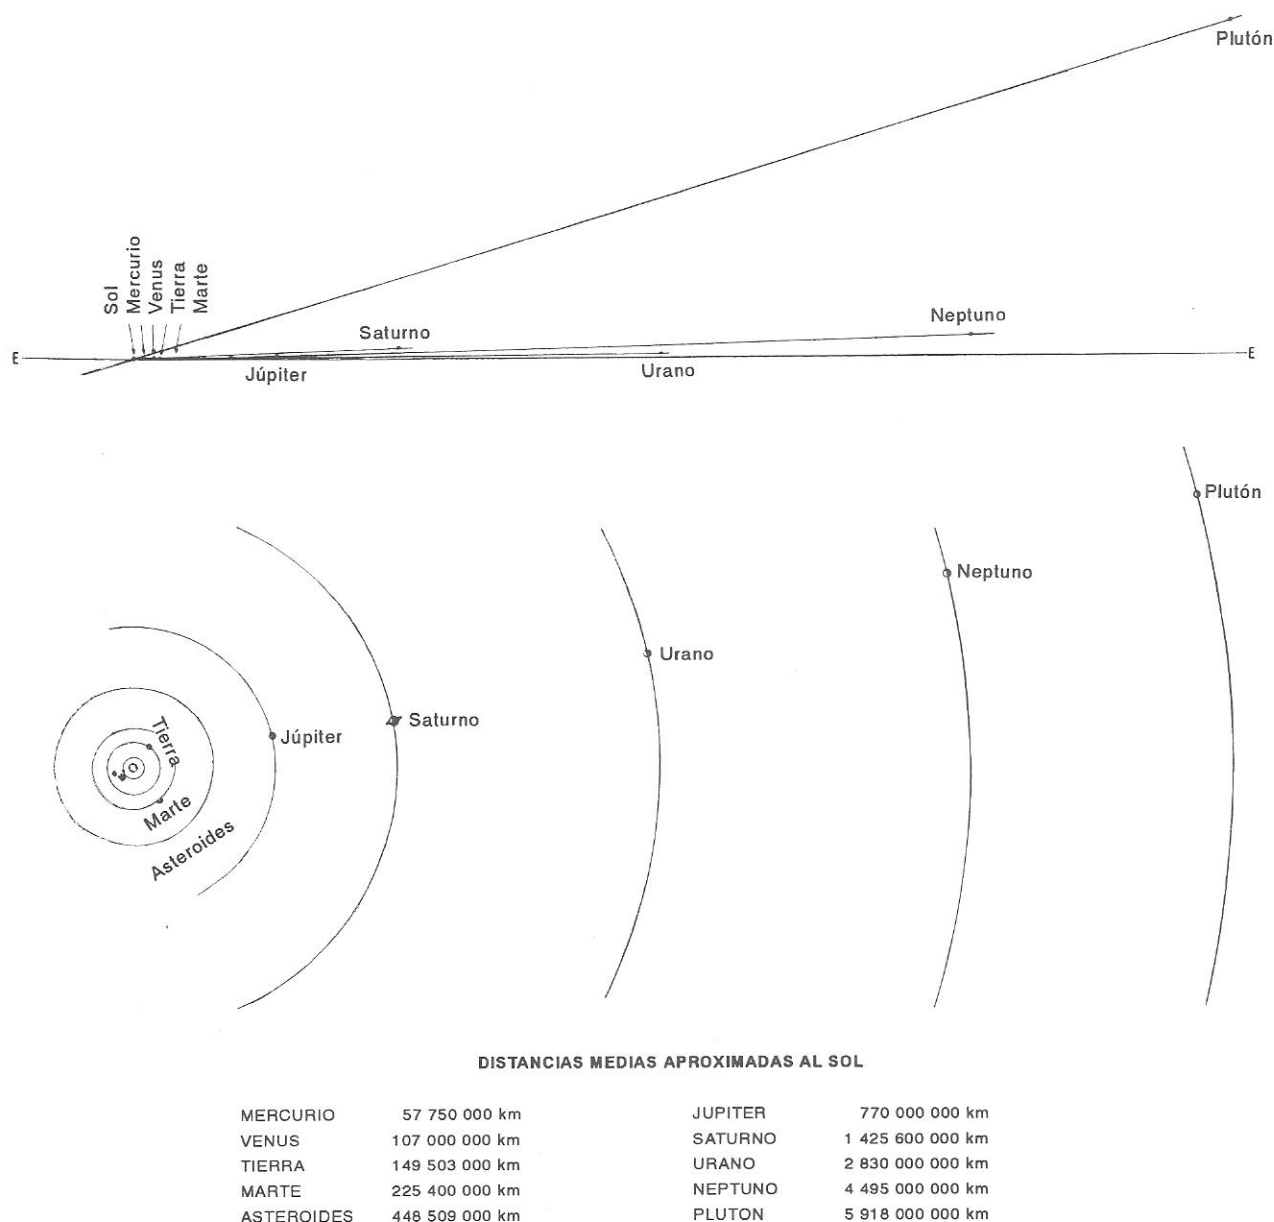 Plutón
Sol
Mercurio
Venus
Tierra
Marte
Saturno
Neptuno
E
E
Júpiter
Urano
Plutón
Neptuno
Urano
Saturno
Júpiter
Tierra
Marte
Asteroides
DISTANCIAS MEDIAS APROXIMADAS AL SOL
MERCURIO 57 750 000 km
VENUS 107 000 000 km
TIERRA 149 503 000 km
MARTE 225 400 000 km
ASTEROIDES 448 509 000 km
JUPITER 770 000 000 km
SATURNO 1 425 600 000 km
URANO 2 830 000 000 km
NEPTUNO 4 495 000 000 km
PLUTON 5 918 000 000 km